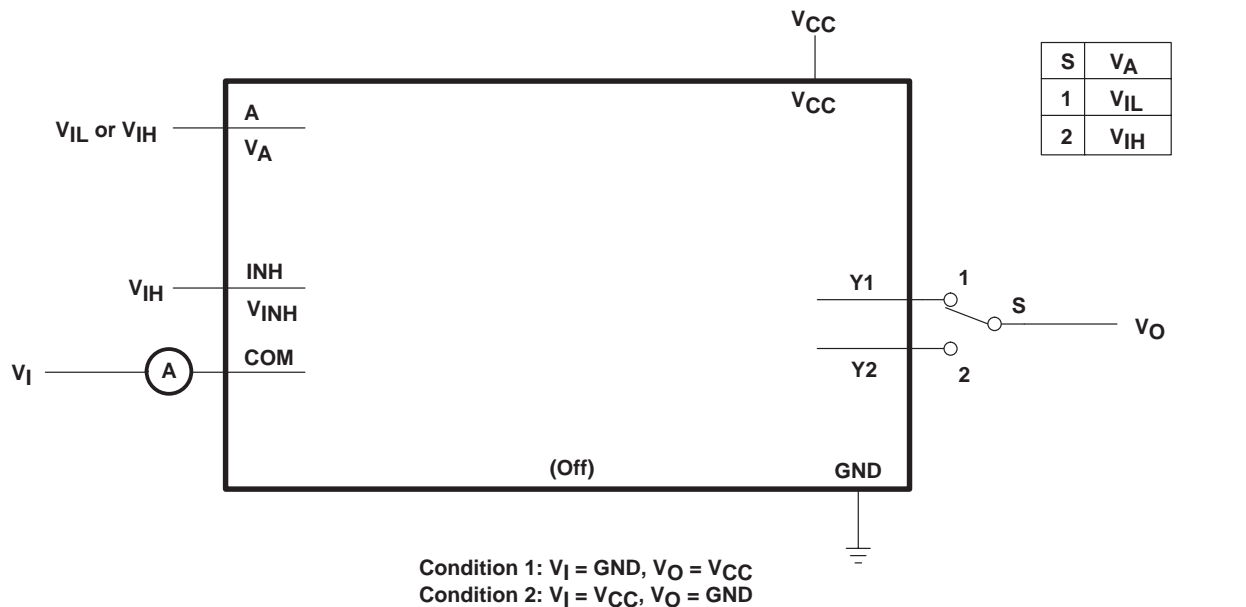 VCC
S VA
1 VIL
2 VIH
VCC
A
VIL or VIH
VA
INH
VIH
VINH
COM
VI
A
Y1
1
S
VO
Y2
2
(Off)
GND
Condition 1: VI = GND, VO = VCC
Condition 2: VI = VCC, VO = GND